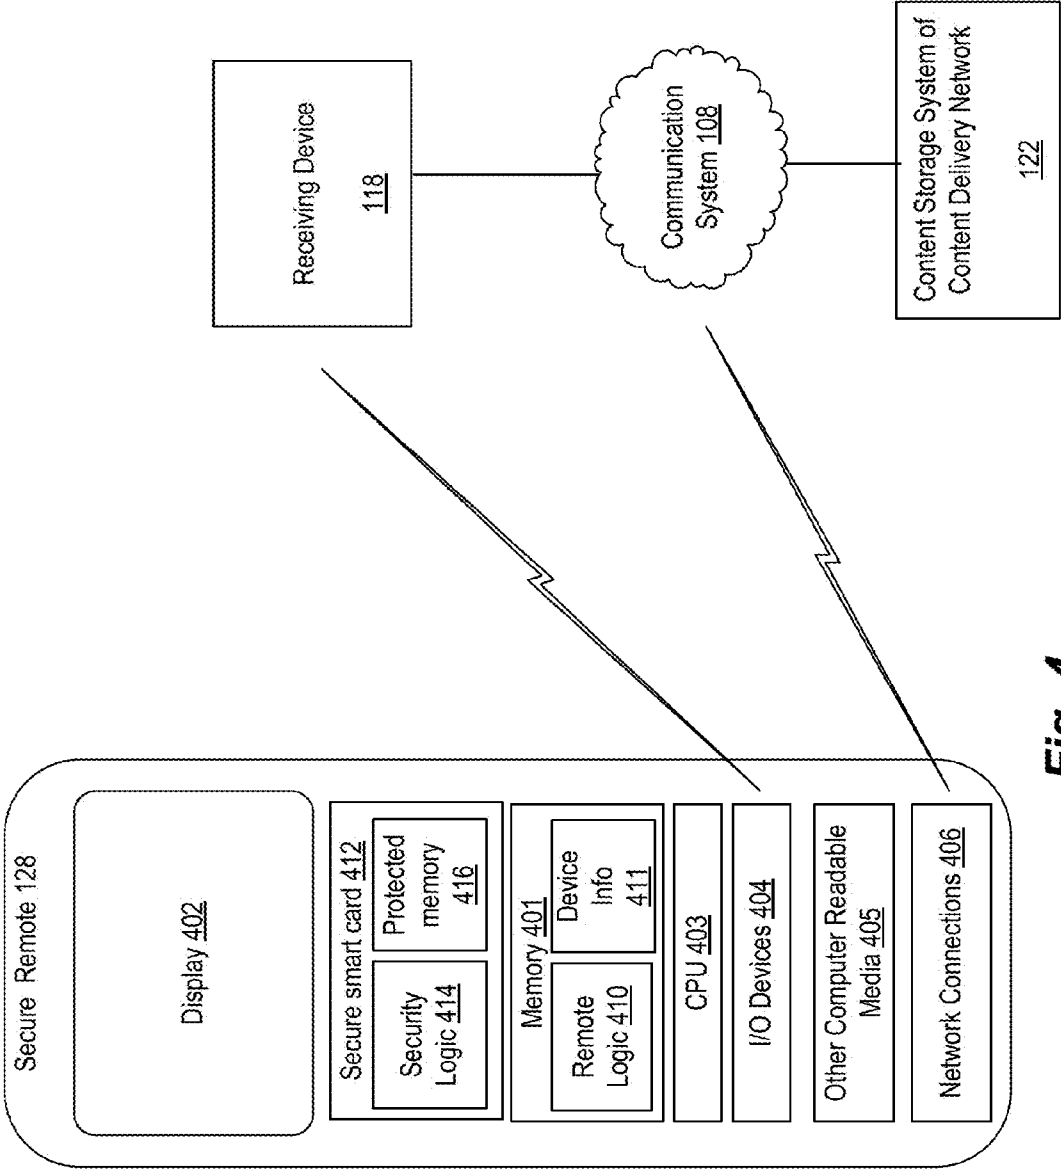 Secure Remote 128
Display 402
Secure smart card 412
Security
Logic 414
Protected
memory
416
Memory 401
Remote
Logic 410
Device
Info
411
CPU 403
I/O Devices 404
Other Computer Readable
Media 405
Network Connections 406
Receiving Device
118
Communication
System 108
Content Storage System of
Content Delivery Network
122
Fig. 4